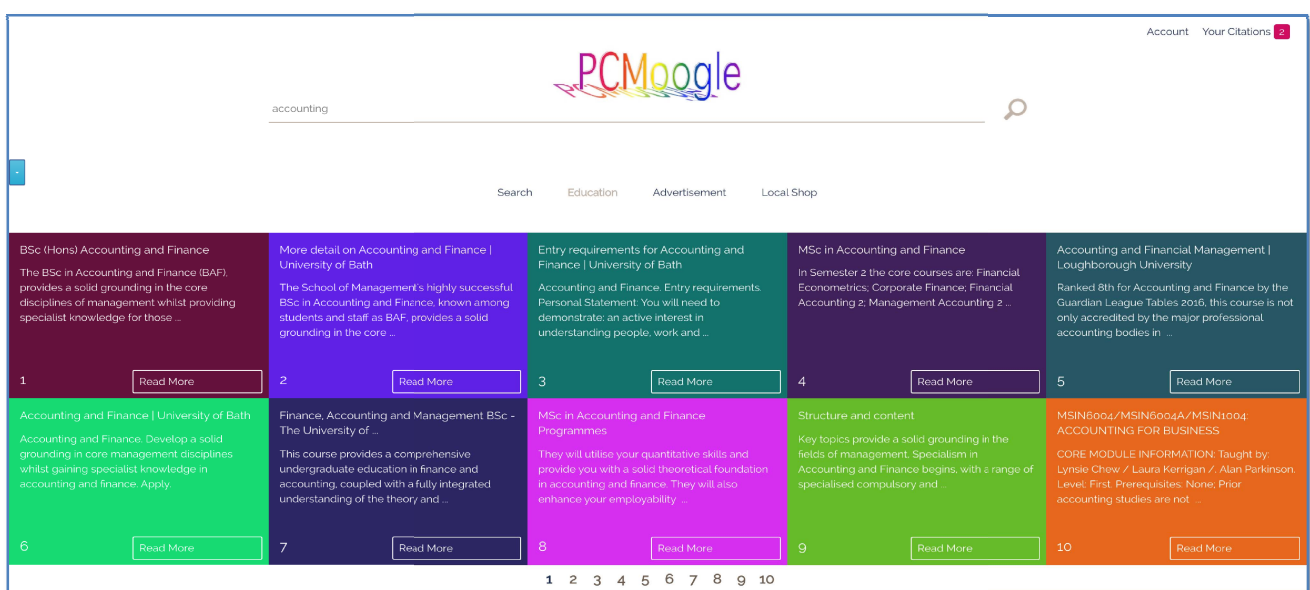 Account Your Citations 2
PCMoogle
accounting
-
Search Education Advertisement Local Shop
BSc (Hons) Accounting and Finance
The BSc in Accounting and Finance (BAF),
provides a solid grounding in the core
disciplines of management whilst providing
specialist knowledge for those ...
1 Read More
More detail on Accounting and Finance |
University of Bath
The School of Management's highly successful
BSc in Accounting and Finance, known among
students and staff as BAF, provides a solid
grounding in the core ...
2 Read More
Entry requirements for Accounting and
Finance | University of Bath
Accounting and Finance. Entry requirements.
Personal Statement: You will need to
demonstrate: an active interest in
understanding people, work and ...
3 Read More
MSc in Accounting and Finance
In Semester 2 the core courses are: Financial
Econometrics; Corporate Finance; Financial
Accounting 2; Management Accounting 2 ...
4 Read More
Accounting and Financial Management |
Loughborough University
Ranked 8th for Accounting and Finance by the
Guardian League Tables 2016, this course is not
only accredited by the major professional
accounting bodies in ...
5 Read More
Accounting and Finance | University of Bath
Accounting and Finance. Develop a solid
grounding in core management disciplines
whilst gaining specialist knowledge in
accounting and finance. Apply.
6 Read More
Finance, Accounting and Management BSc -
The University of ...
This course provides a comprehensive
undergraduate education in finance and
accounting, coupled with a fully integrated
understanding of the theory and ...
7 Read More
MSc in Accounting and Finance
Programmes
They will utilise your quantitative skills and
provide you with a solid theoretical foundation
in accounting and finance. They will also
enhance your employability ...
8 Read More
Structure and content
Key topics provide a solid grounding in the
fields of management. Specialism in
Accounting and Finance begins, with a range of
specialised compulsory and ...
9 Read More
MSIN6004/MSIN6004A/MSIN1004:
ACCOUNTING FOR BUSINESS
CORE MODULE INFORMATION: Taught by:
Lynsie Chew / Laura Kerrigan /. Alan Parkinson.
Level: First. Prerequisites: None; Prior
accounting studies are not ...
10 Read More
1 2 3 4 5 6 7 8 9 10